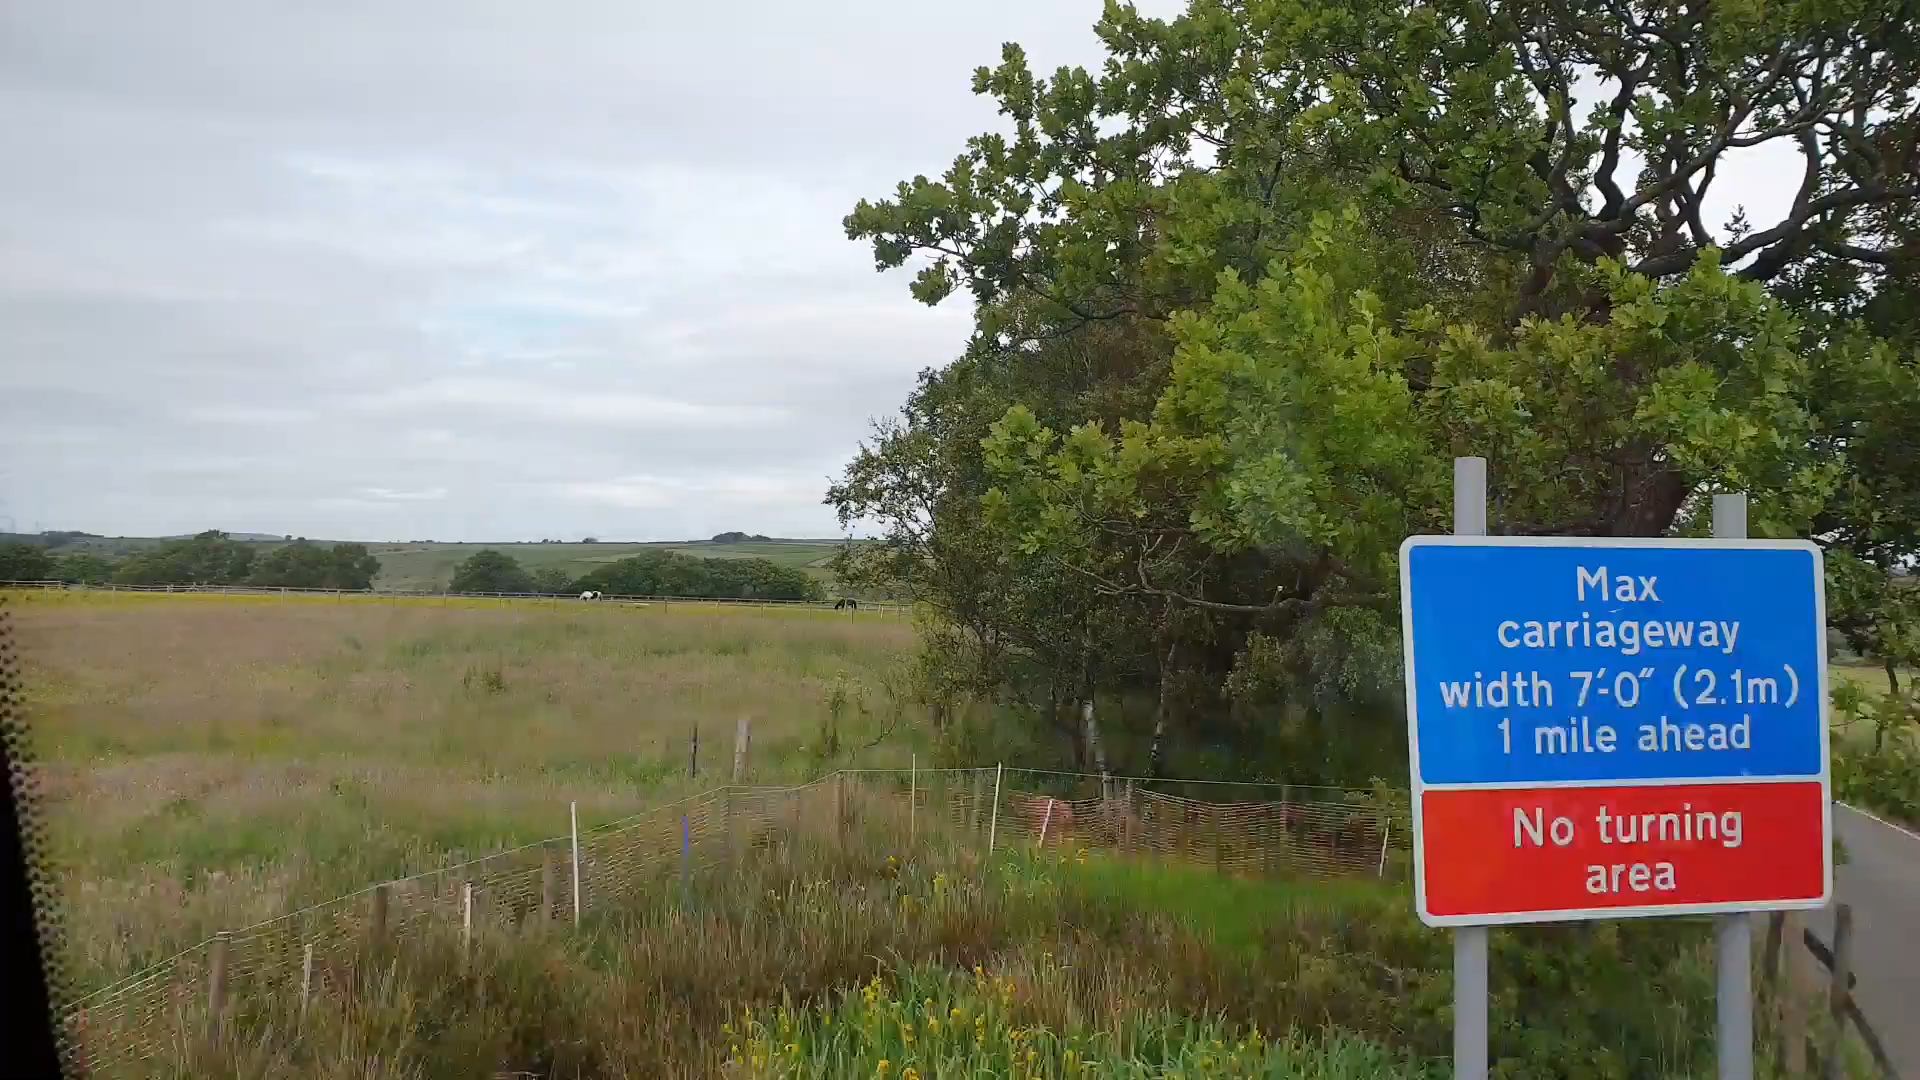 Max
carriageway
width 7'-0" (2.1m)
1 mile ahead
No turning
area